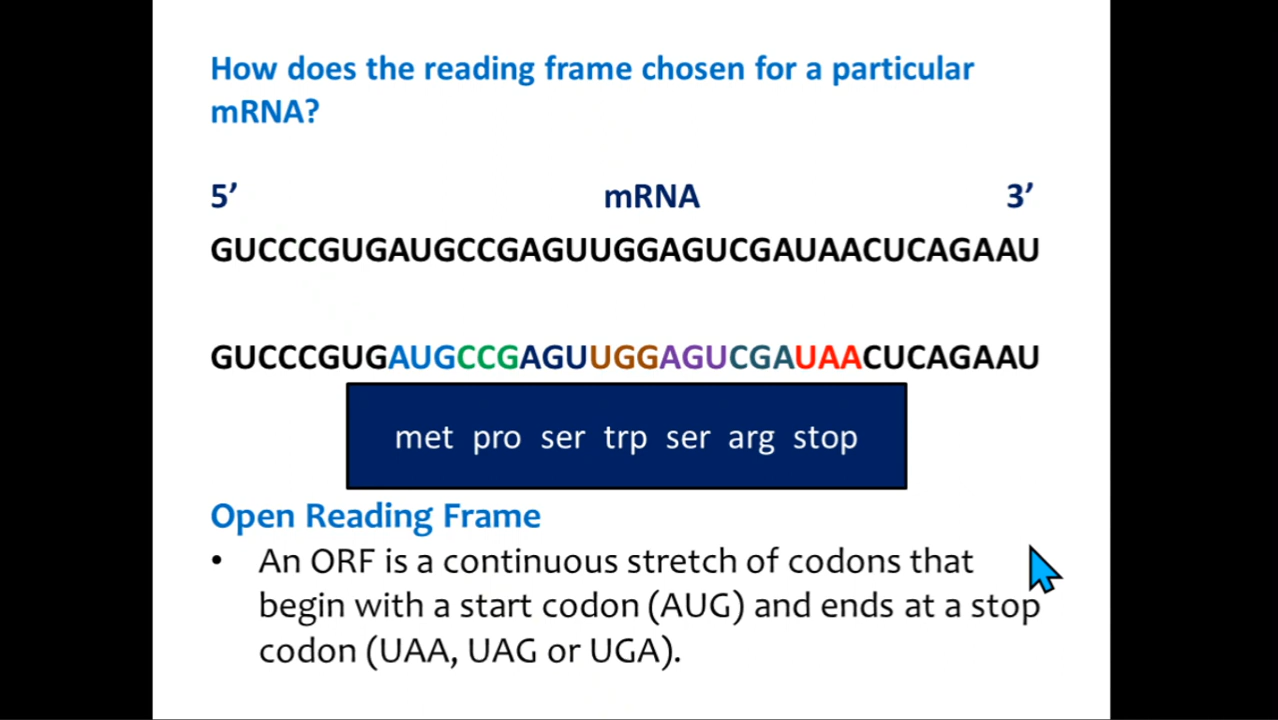 How does the reading frame chosen for a particular
mRNA?
5’ mRNA 3’
GUCCCGUGAUGCCGAGUUGGAGUCGAUAACUCAGAAU
GUCCCGUGAUGCCGAGUUGGAGUCGAUAACUCAGAAU
met pro ser trp ser arg stop
Open Reading Frame
• An ORF is a continuous stretch of codons that
begin with a start codon (AUG) and ends at a stop
codon (UAA, UAG or UGA).